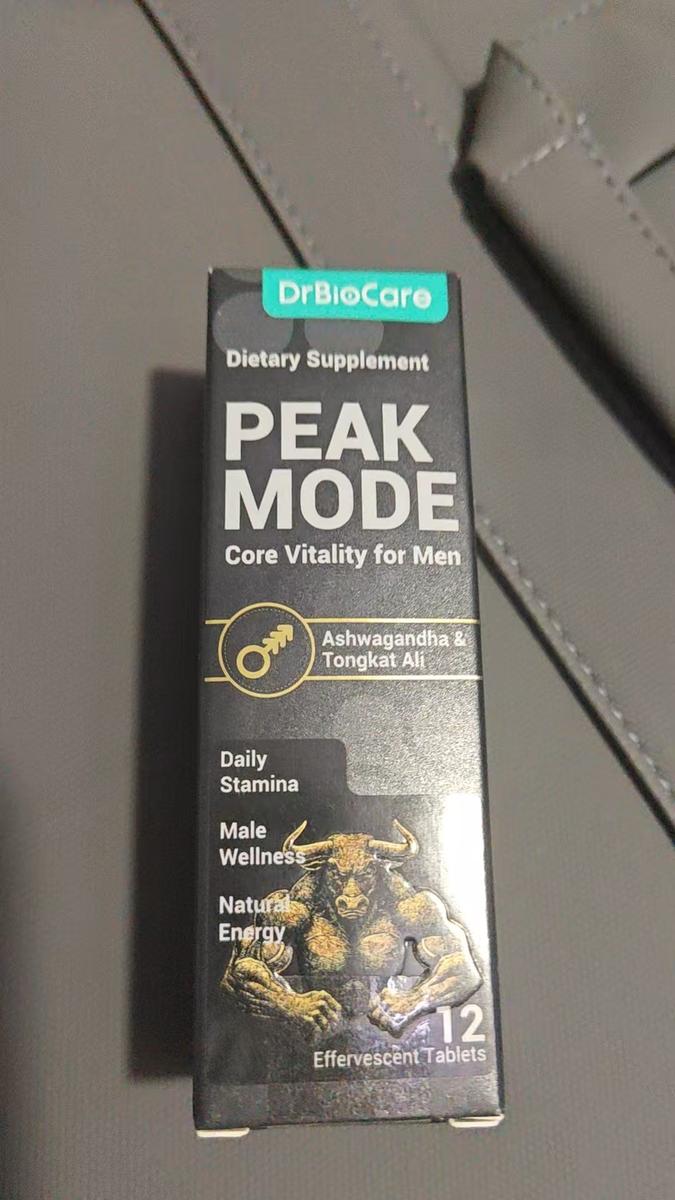 DrBioCare
Dietary Supplement
PEAK
MODE
Core Vitality for Men
Ashwagandha &
Tongkat Ali
Daily
Stamina
Male
Wellness
Natural
Energy
12
Effervescent Tablets